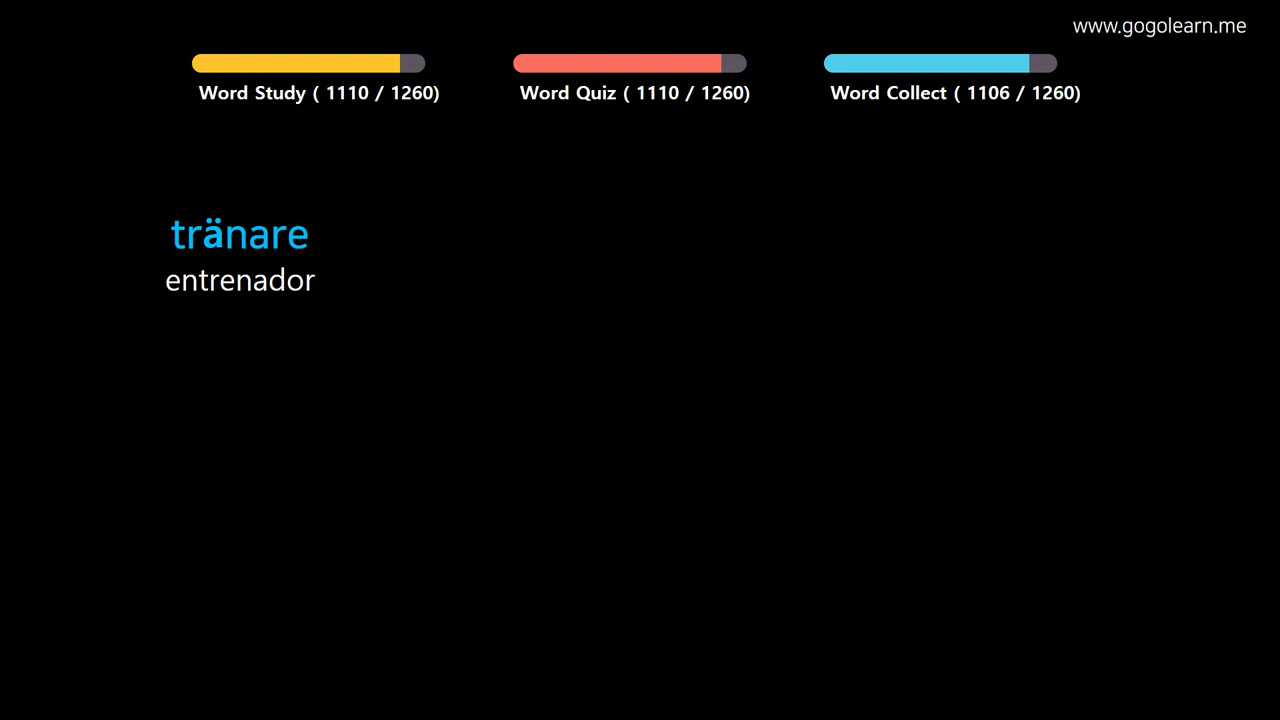 www.gogolearn.me
Word Study ( 1110 / 1260)
Word Quiz ( 1110 / 1260)
Word Collect ( 1106 / 1260)
tränare
entrenador